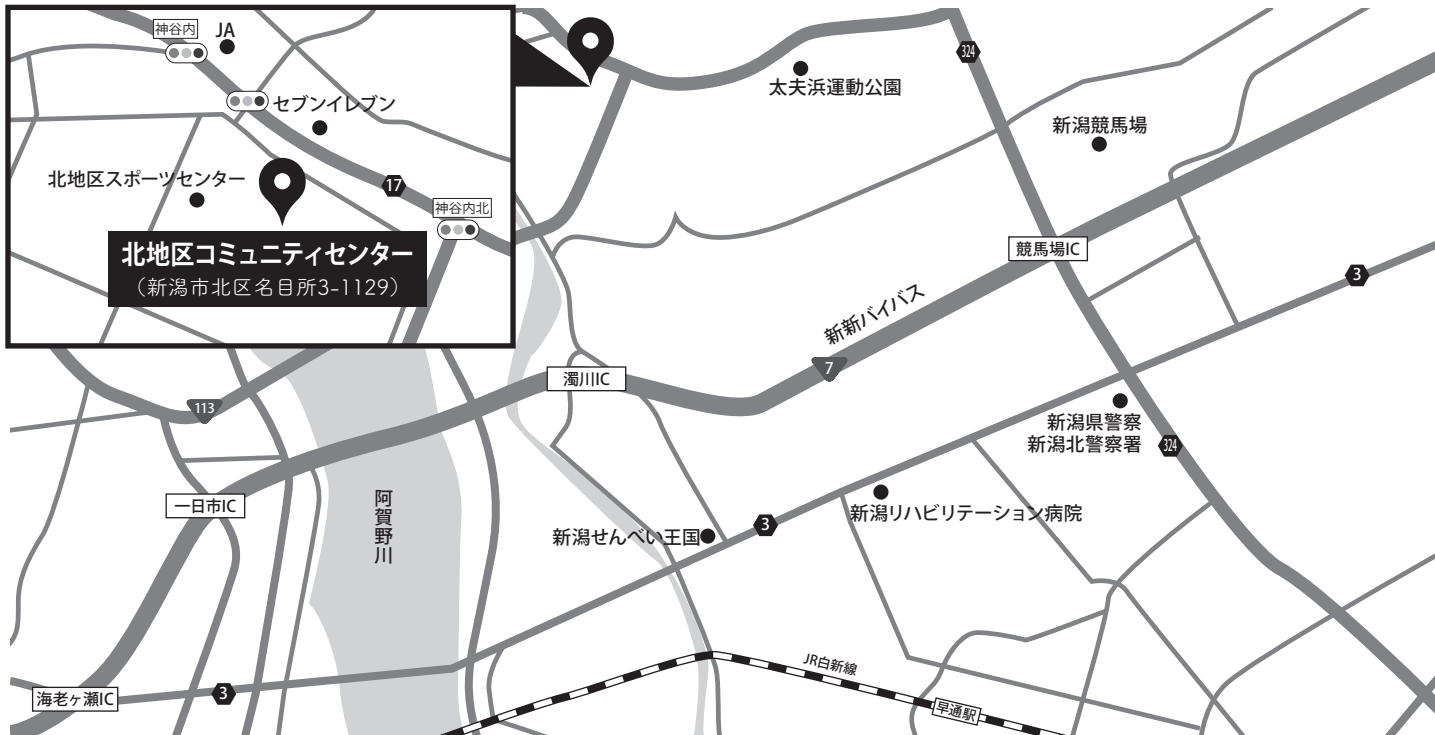 神谷内
JA
セブンイレブン
北地区スポーツセンター
17
神谷内北
北地区コミュニティセンター
（新潟市北区名目所3-1129）
太夫浜運動公園
324
新潟競馬場
競馬場IC
3
新新バイパス
7
濁川IC
113
新潟県警察
新潟北警察署
324
一日市IC
阿賀野川
新潟せんべい王国
3
新潟リハビリテーション病院
海老ヶ瀬IC
3
JR白新線
早通駅